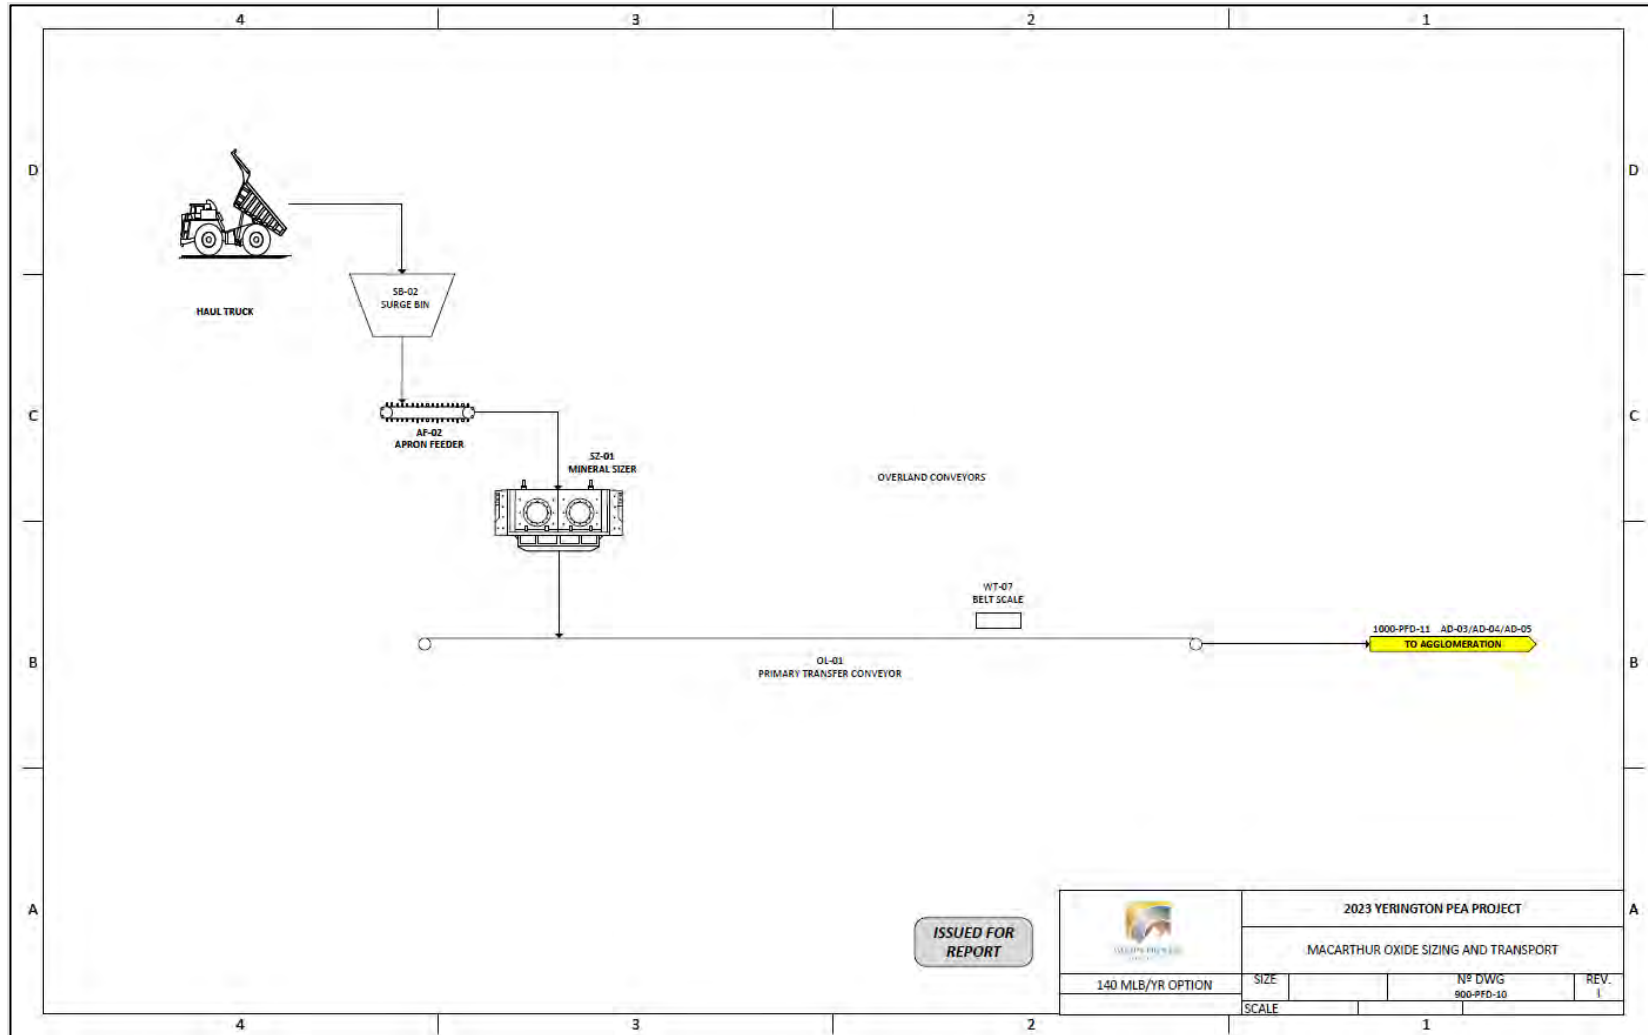 4 3 2 1
D D
SB-02
SURGE BIN
HAUL TRUCK
C C
AF-02
APRON FEEDER
SZ-01
MINERAL SIZER
OVERLAND CONVEYORS
WT-07
BELT SCALE
1000-PFD-11 AD-03/AD-04/AD-05
TO AGGLOMERATION
B B
OL-01
PRIMARY TRANSFER CONVEYOR
A A
ISSUED FOR
REPORT
2023 YERINGTON PEA PROJECT
MACARTHUR OXIDE SIZING AND TRANSPORT
140 MLB/YR OPTION
SIZE
Nº DWG
900-PFD-10
REV.
SCALE
4 3 2 1